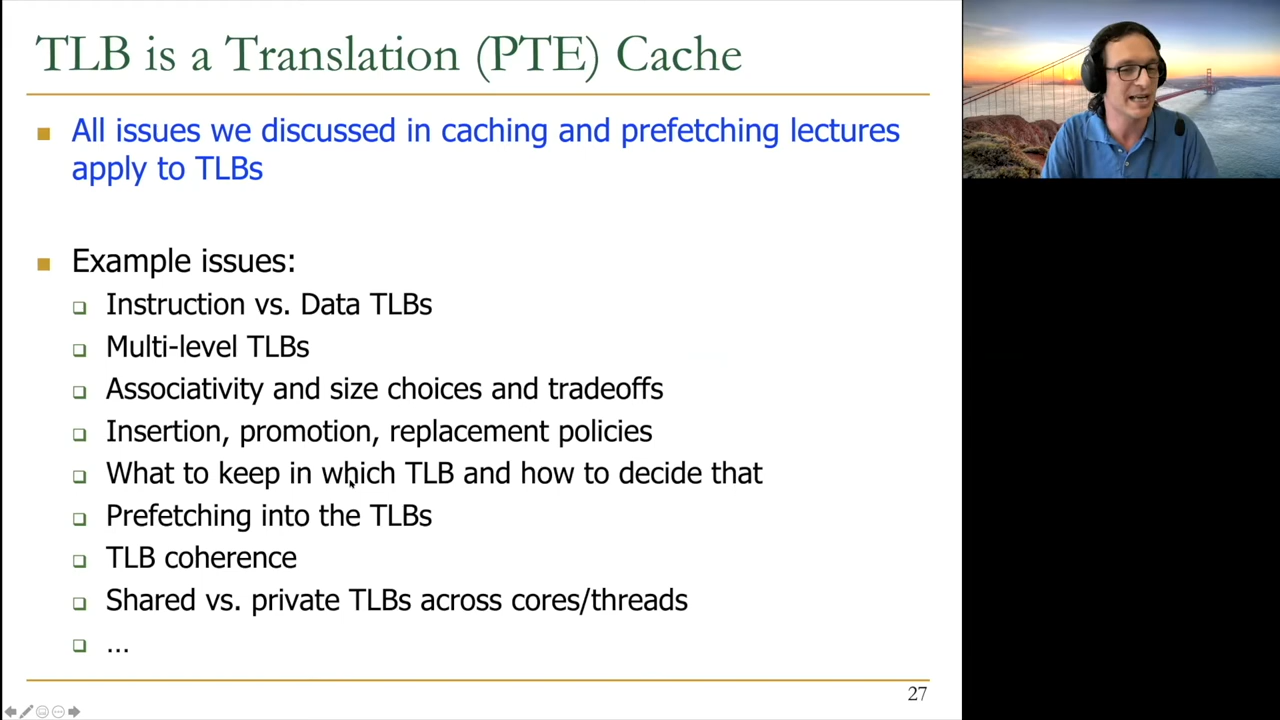 TLB is a Translation (PTE) Cache
All issues we discussed in caching and prefetching lectures
apply to TLBs
Example issues:
Instruction vs. Data TLBs
Multi-level TLBs
Associativity and size choices and tradeoffs
Insertion, promotion, replacement policies
What to keep in which TLB and how to decide that
Prefetching into the TLBs
TLB coherence
Shared vs. private TLBs across cores/threads
...
27